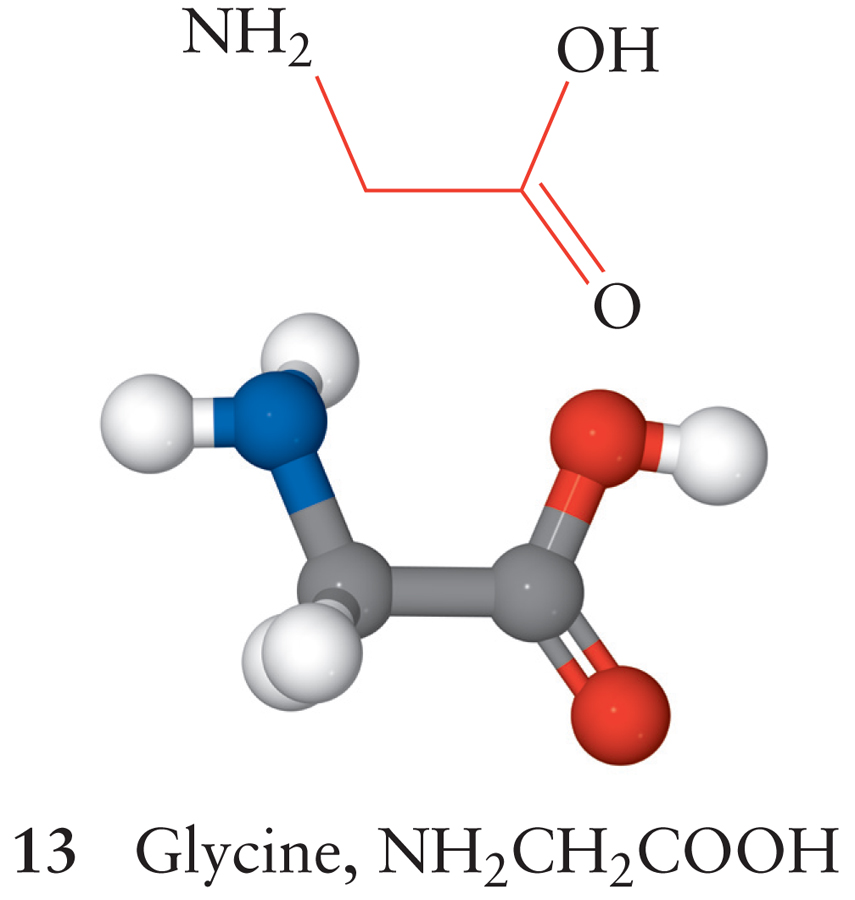 NH₂
OH
O
13 Glycine, NH₂CH₂COOH